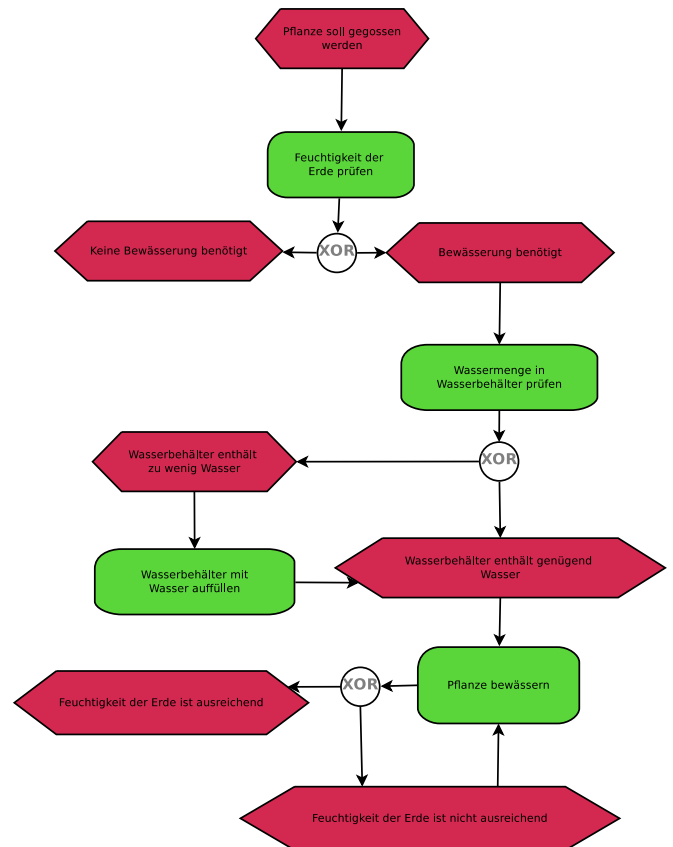 Pflanze soll gegossen
werden
Feuchtigkeit der
Erde prüfen
Keine Bewässerung benötigt
XOR
Bewässerung benötigt
Wassermenge in
Wasserbehälter prüfen
Wasserbehälter enthält
zu wenig Wasser
XOR
Wasserbehälter enthält genügend
Wasser
Wasserbehälter mit
Wasser auffüllen
Pflanze bewässern
XOR
Feuchtigkeit der Erde ist ausreichend
Feuchtigkeit der Erde ist nicht ausreichend